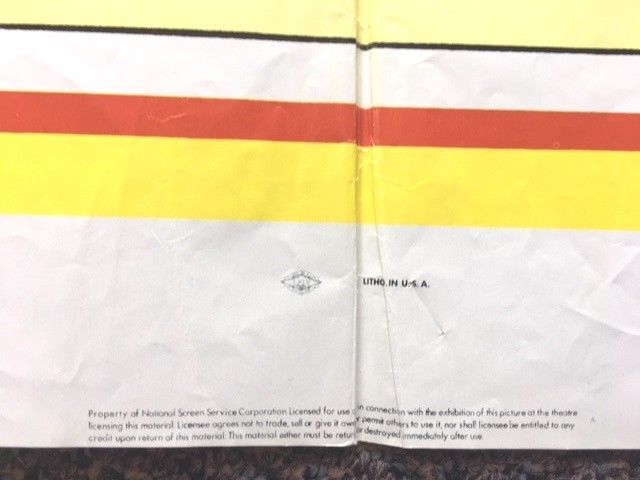 LITHO. IN U.S.A.
Property of National Screen Service Corporation Licensed for use in connection with the exhibition of this picture at the theatre
licensing this material. Licensee agrees not to trade, sell or give it or permit others to use it, nor shall licensee be entitled to any
credit upon return of this material. This material either must be or destroyed immediately after use.